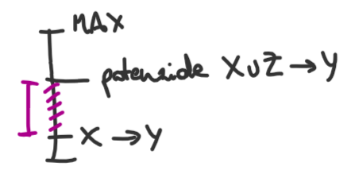 MAX
potenziale X∪Z → Y
X → Y